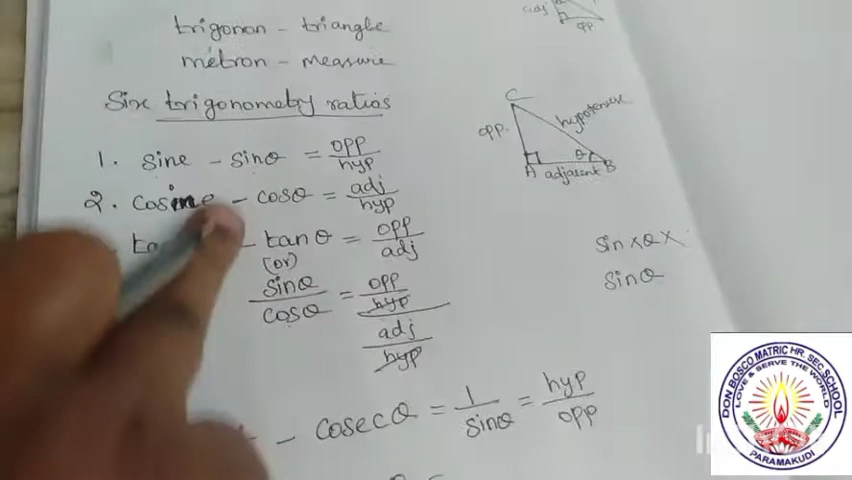 trigonon - triangle
métron - measure
Six trigonometry ratios
1. sine - sinθ = opp/hyp
2. cosine - cosθ = adj/hyp
- tanθ = opp/adj
(or)
sinθ/cosθ = opp/hyp
adj/hyp
- cosecθ = 1/sinθ = hyp/opp
adj
opp
C
opp.
hypotenuse
θ
A adjacent B
sin x θ x
sinθ
DON BOSCO MATRIC HR. SEC. SCHOOL
LOVE & SERVE THE WORLD
PARAMAKUDI